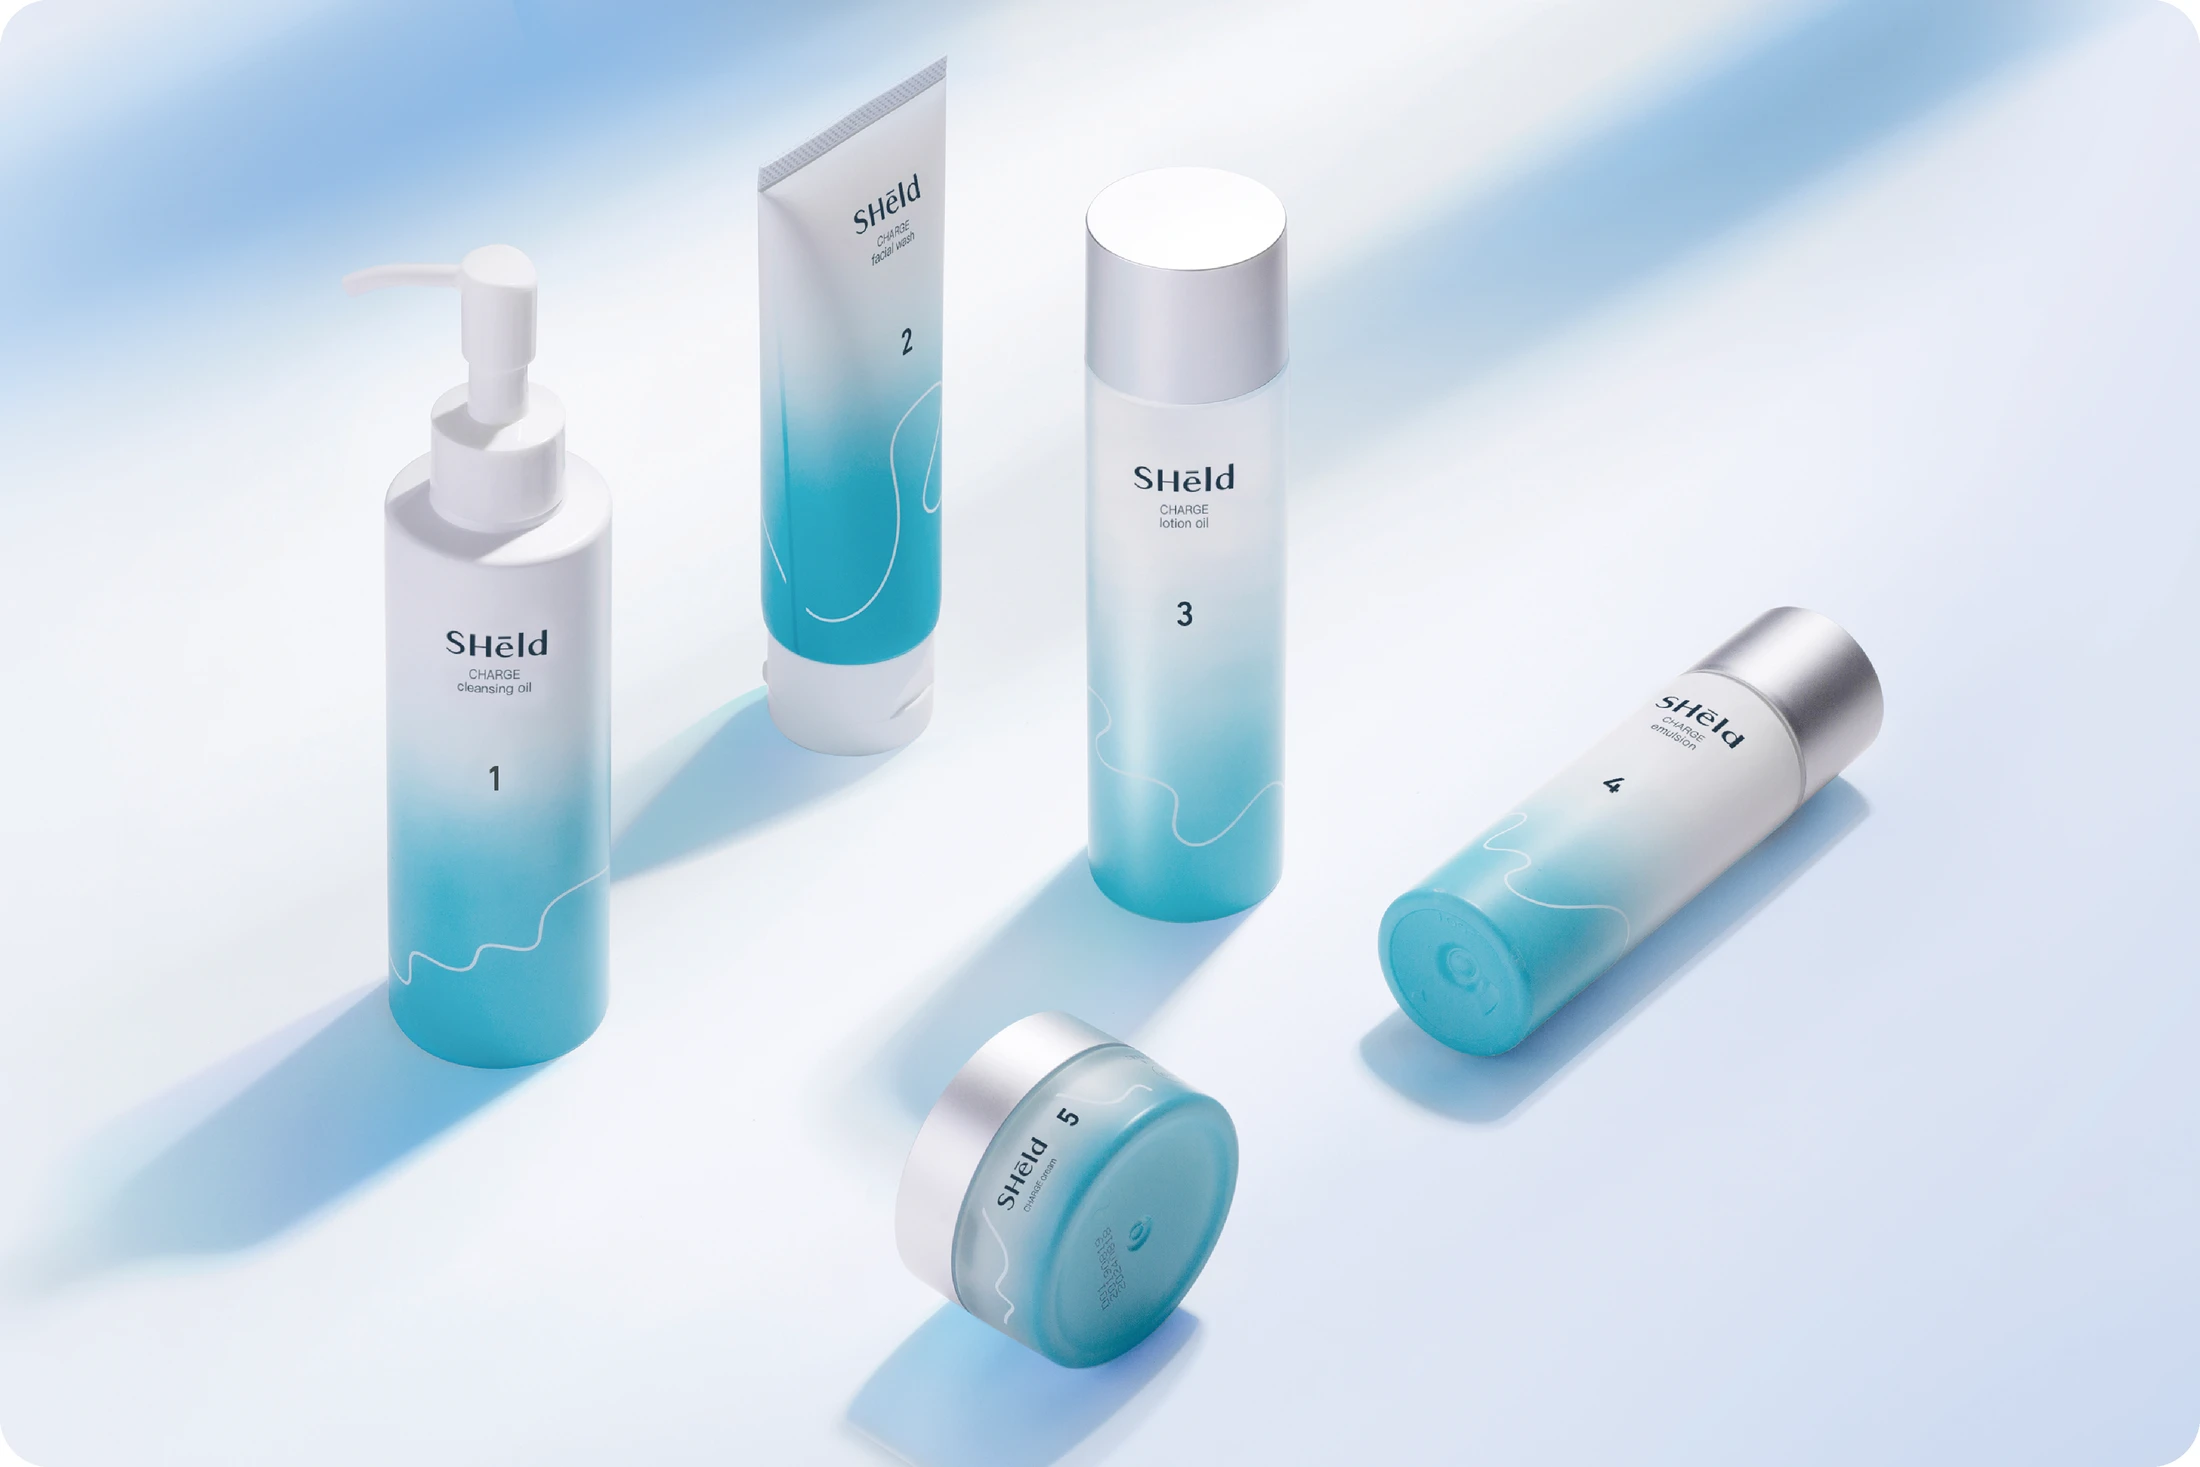 SHēld
CHARGE
cleansing oil
1
SHēld
CHARGE
facial wash
2
SHēld
CHARGE
lotion oil
3
SHēld
CHARGE
emulsion
4
SHēld
CHARGE cream
5